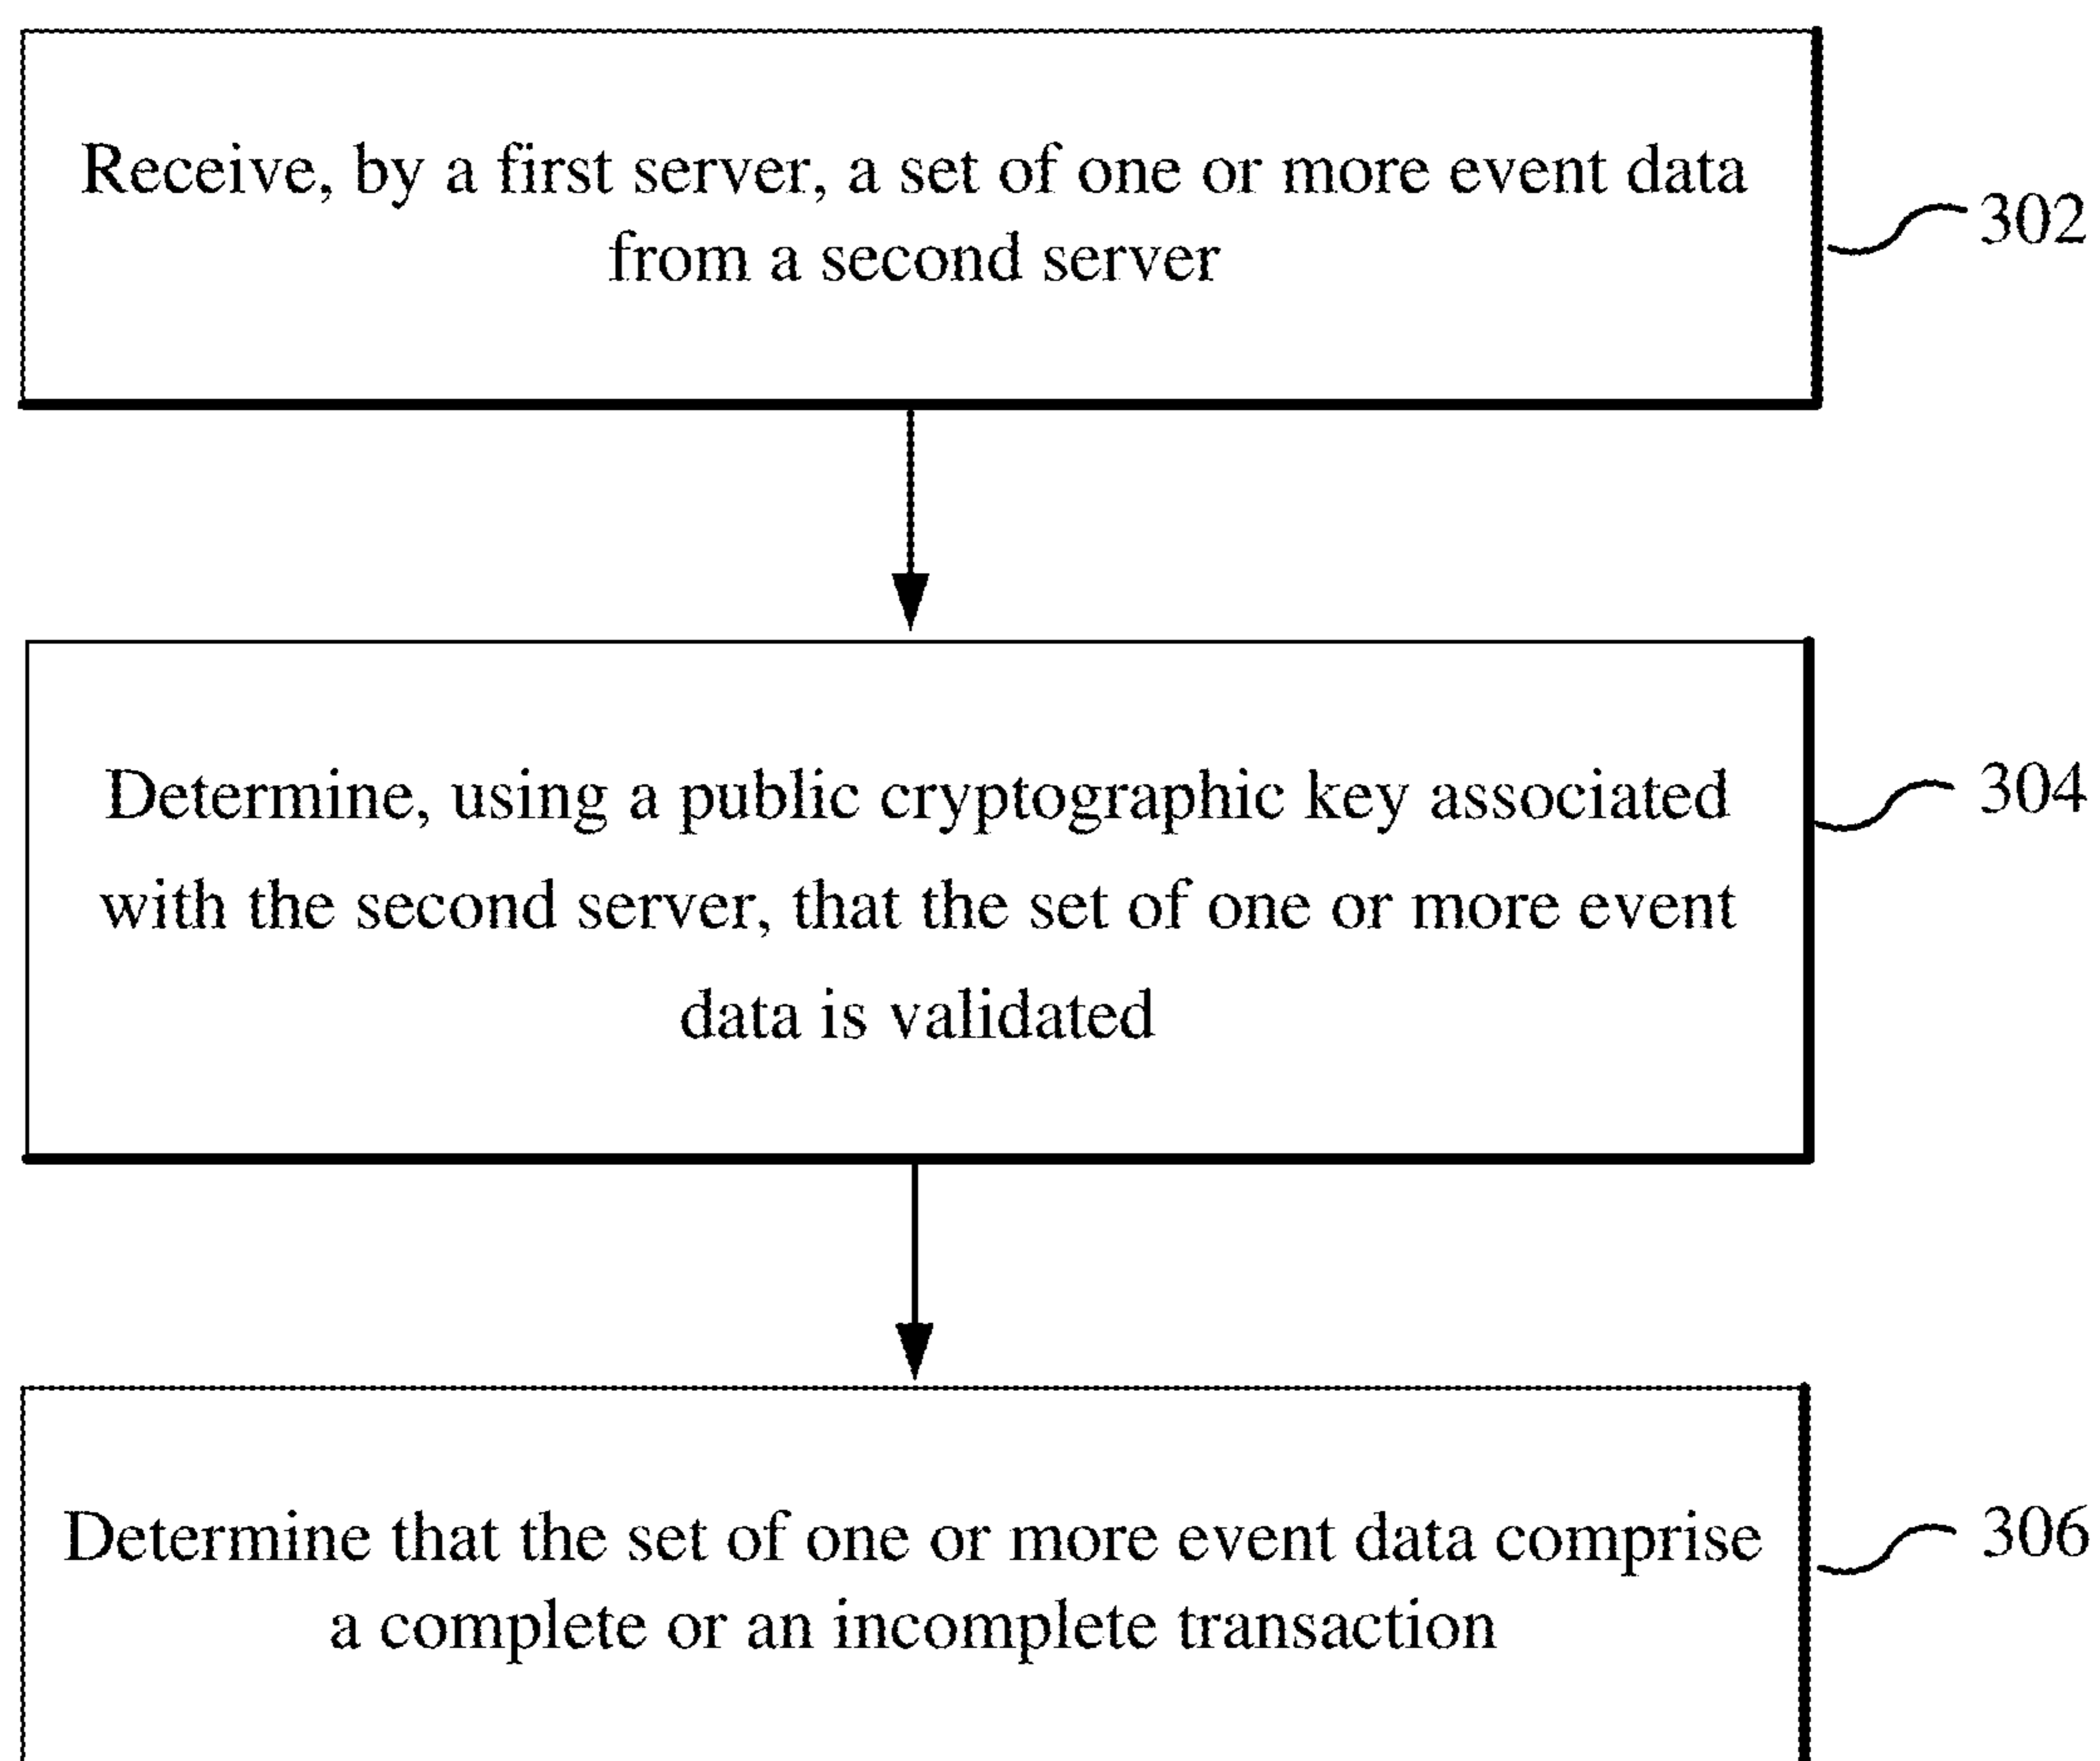 Receive, by a first server, a set of one or more event data
from a second server
302
Determine, using a public cryptographic key associated
with the second server, that the set of one or more event
data is validated
304
Determine that the set of one or more event data comprise
a complete or an incomplete transaction
306